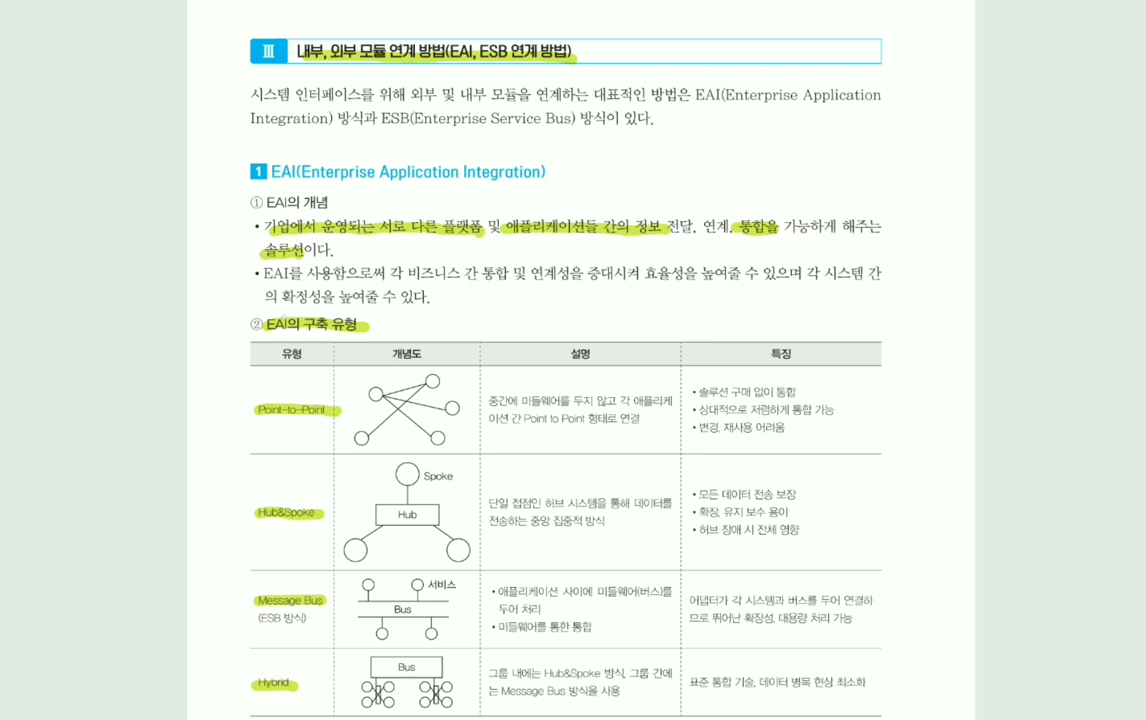 Ⅲ 내부, 외부 모듈 연계 방법(EAI, ESB 연계 방법)
시스템 인터페이스를 위해 외부 및 내부 모듈을 연계하는 대표적인 방법은 EAI(Enterprise Application
Integration) 방식과 ESB(Enterprise Service Bus) 방식이 있다.
1 EAI(Enterprise Application Integration)
① EAI의 개념
• 기업에서 운영되는 서로 다른 플랫폼 및 애플리케이션들 간의 정보 전달, 연계, 통합을 가능하게 해주는
솔루션이다.
• EAI를 사용함으로써 각 비즈니스 간 통합 및 연계성을 증대시켜 효율성을 높여줄 수 있으며 각 시스템 간
의 확정성을 높여줄 수 있다.
② EAI의 구축 유형
유형 개념도 설명 특징
Point-to-Point
중간에 미들웨어를 두지 않고 각 애플리케
이션 간 Point to Point 형태로 연결
• 솔루션 구매 없이 통합
• 상대적으로 저렴하게 통합 가능
• 변경, 재사용 어려움
Hub&Spoke
Spoke
Hub
단일 접점인 허브 시스템을 통해 데이터를
전송하는 중앙 집중적 방식
• 모든 데이터 전송 보장
• 확장, 유지 보수 용이
• 허브 장애 시 전체 영향
Message Bus
(ESB 방식)
서비스
Bus
• 애플리케이션 사이에 미들웨어(버스)를
두어 처리
• 미들웨어를 통한 통합
어댑터가 각 시스템과 버스를 두어 연결하
므로 뛰어난 확장성, 대용량 처리 가능
Hybrid
Bus
그룹 내에는 Hub&Spoke 방식, 그룹 간에
는 Message Bus 방식을 사용
표준 통합 기술, 데이터 병목 현상 최소화